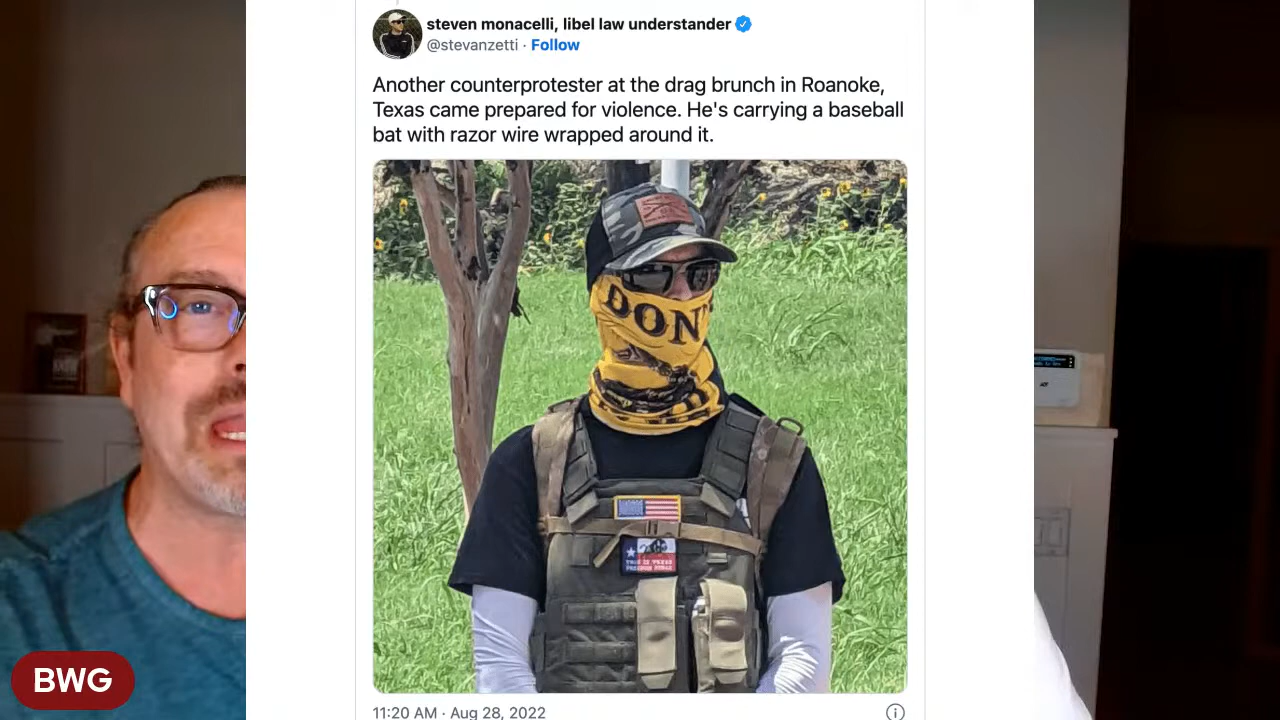 steven monacelli, libel law understander
@stevanzetti · Follow
Another counterprotester at the drag brunch in Roanoke,
Texas came prepared for violence. He's carrying a baseball
bat with razor wire wrapped around it.
DON'
11:20 AM · Aug 28, 2022
BWG